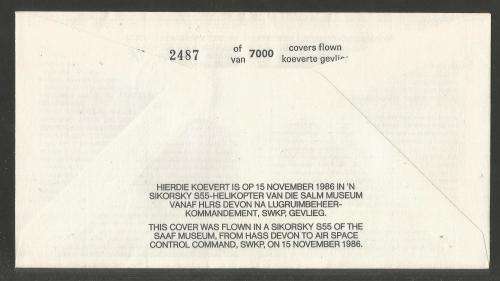 2487 of 7000 covers flown
van koeverte
HIERDIE KOEVERT IS OP 15 NOVEMBER 1986 IN 'N
SIKORSKY S55-HELIKOPTER VAN DIE SALM MUSEUM
VANAF HLRS DEVON NA LUGRUIMBEHEER-
KOMMANDEMENT, SWKP, GEVLIEG.
THIS COVER WAS FLOWN IN A SIKORSKY S55 OF THE
SAAF MUSEUM, FROM HASS DEVON TO AIR SPACE
CONTROL COMMAND, SWKP, ON 15 NOVEMBER 1986.